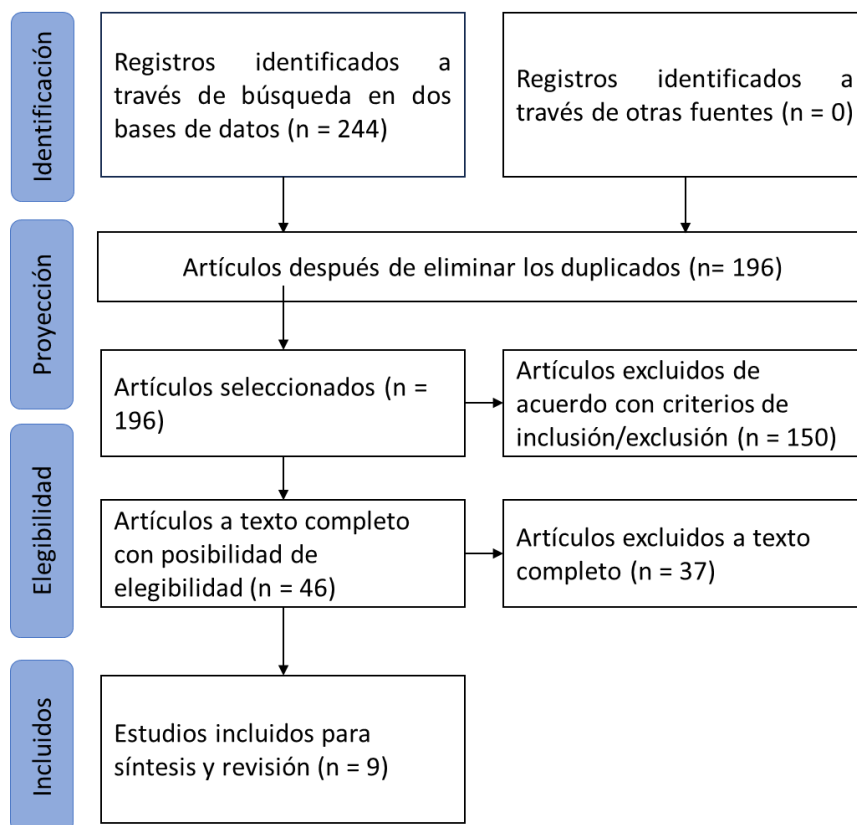 Identificación
Registros identificados a
través de búsqueda en dos
bases de datos (n = 244)
Registros identificados a
través de otras fuentes (n = 0)
Proyección
Artículos después de eliminar los duplicados (n= 196)
Artículos seleccionados (n =
196)
Artículos excluidos de
acuerdo con criterios de
inclusión/exclusión (n = 150)
Elegibilidad
Artículos a texto completo
con posibilidad de
elegibilidad (n = 46)
Artículos excluidos a texto
completo (n = 37)
Incluidos
Estudios incluidos para
síntesis y revisión (n = 9)